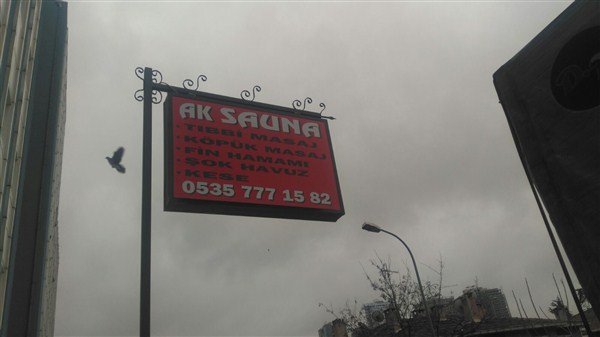 AK SAUNA
· TIBBİ MASAJ
· KÖPÜK MASAJ
· FİN HAMAMI
· ŞOK HAVUZ
· KESE
0535 777 15 82